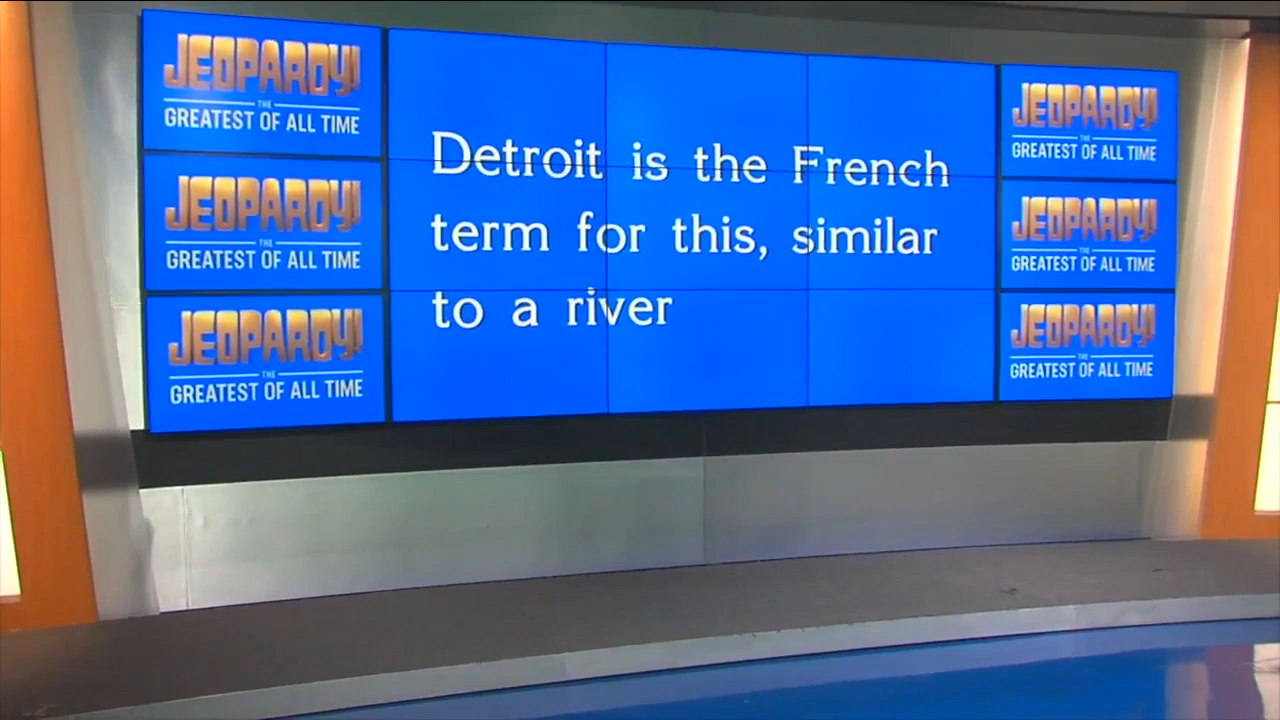 JEOPARDY!
THE
GREATEST OF ALL TIME
JEOPARDY!
THE
GREATEST OF ALL TIME
JEOPARDY!
THE
GREATEST OF ALL TIME
Detroit is the French
term for this, similar
to a river
JEOPARDY!
THE
GREATEST OF ALL TIME
JEOPARDY!
THE
GREATEST OF ALL TIME
JEOPARDY!
THE
GREATEST OF ALL TIME